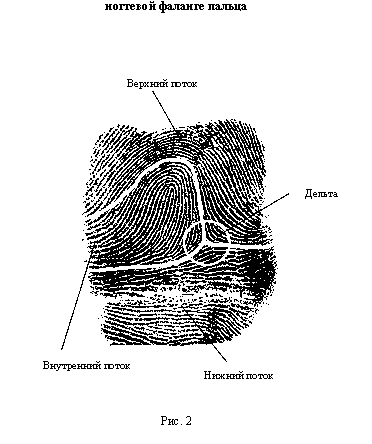 ногтевой фаланге пальца
Верхний поток
Дельта
Внутренний поток
Нижний поток
Рис. 2